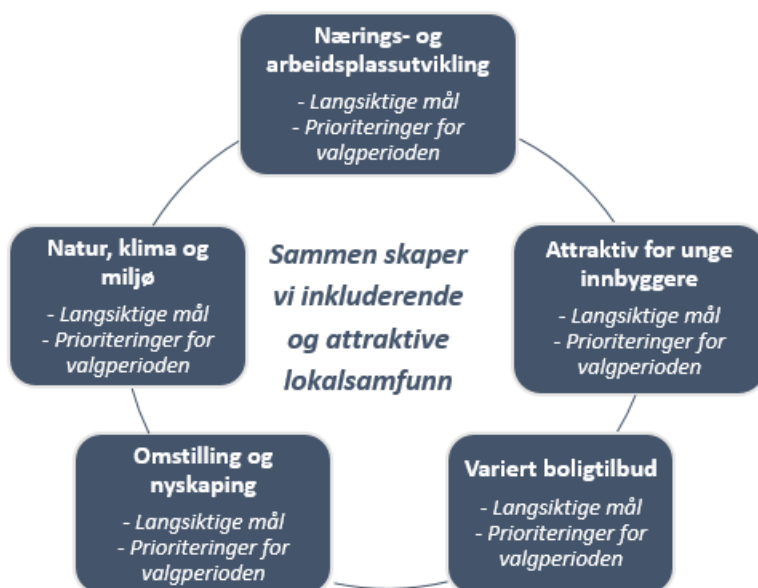 Nærings- og
arbeidsplassutvikling
- Langsiktige mål
- Prioriteringer for
valgperioden
Natur, klima og
miljø
- Langsiktige mål
- Prioriteringer for
valgperioden
Sammen skaper
vi inkluderende
og attraktive
lokalsamfunn
Attraktiv for unge
innbyggere
- Langsiktige mål
- Prioriteringer for
valgperioden
Omstilling og
nyskaping
- Langsiktige mål
- Prioriteringer for
valgperioden
Variert boligtilbud
- Langsiktige mål
- Prioriteringer for
valgperioden